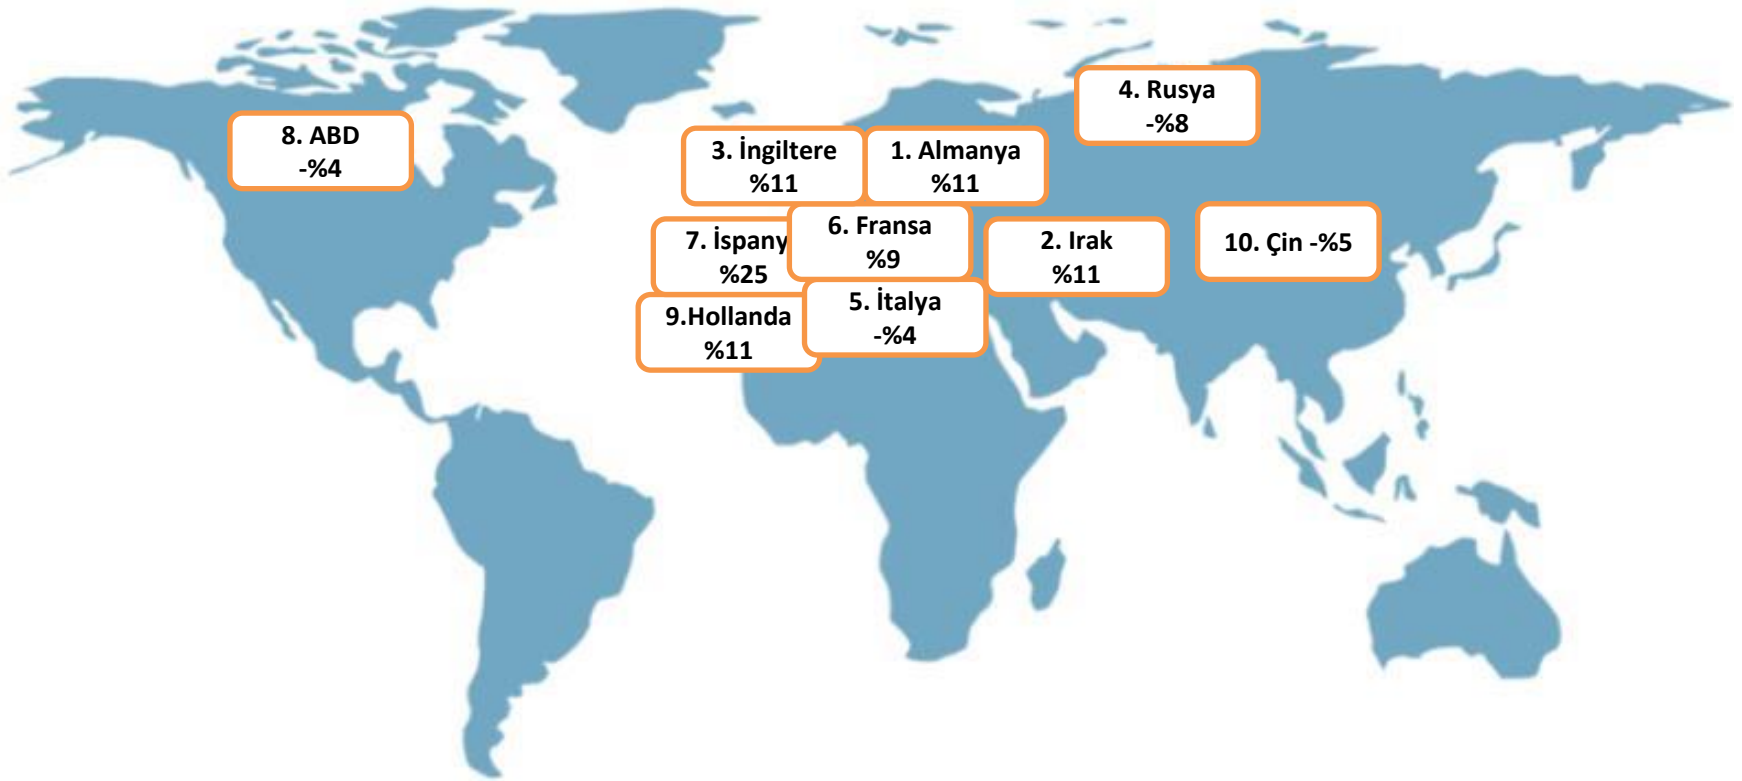 4. Rusya
-%8
8. ABD
-%4
3. İngiltere
%11
1. Almanya
%11
7. İspany
%25
6. Fransa
%9
2. Irak
%11
10. Çin -%5
9.Hollanda
%11
5. İtalya
-%4